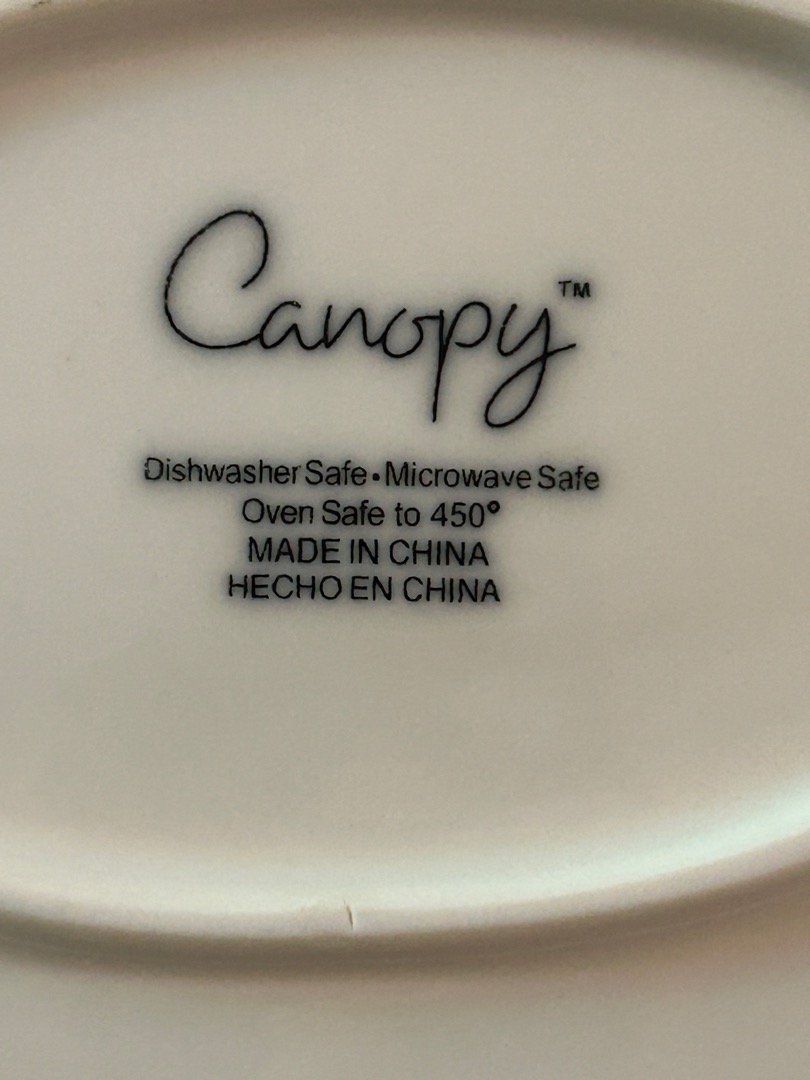 Canopy™
Dishwasher Safe•Microwave Safe
Oven Safe to 450°
MADE IN CHINA
HECHO EN CHINA